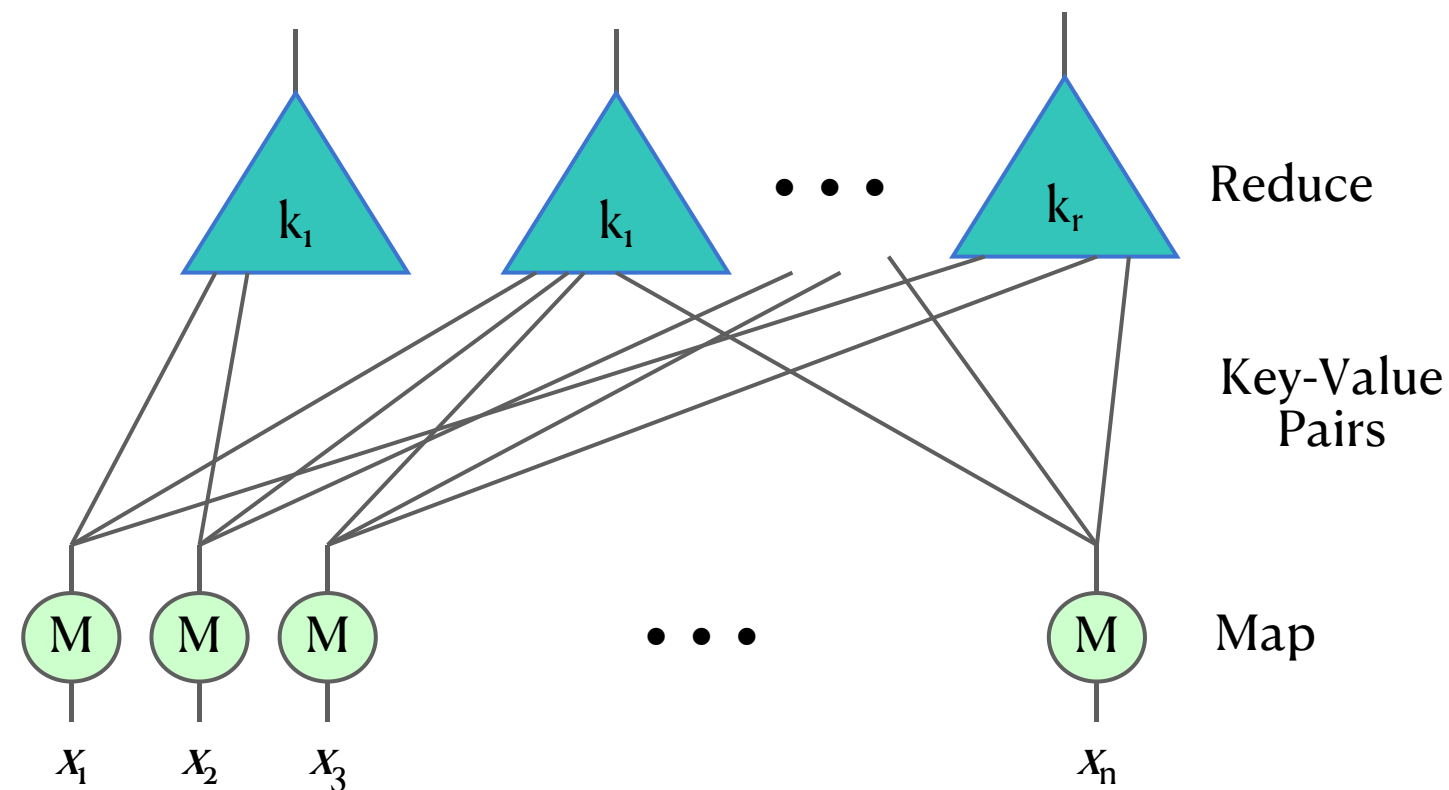 k₁ k₁ • • • kᵣ Reduce
Key-Value
Pairs
M M M • • • M Map
x₁ x₂ x₃ xₙ